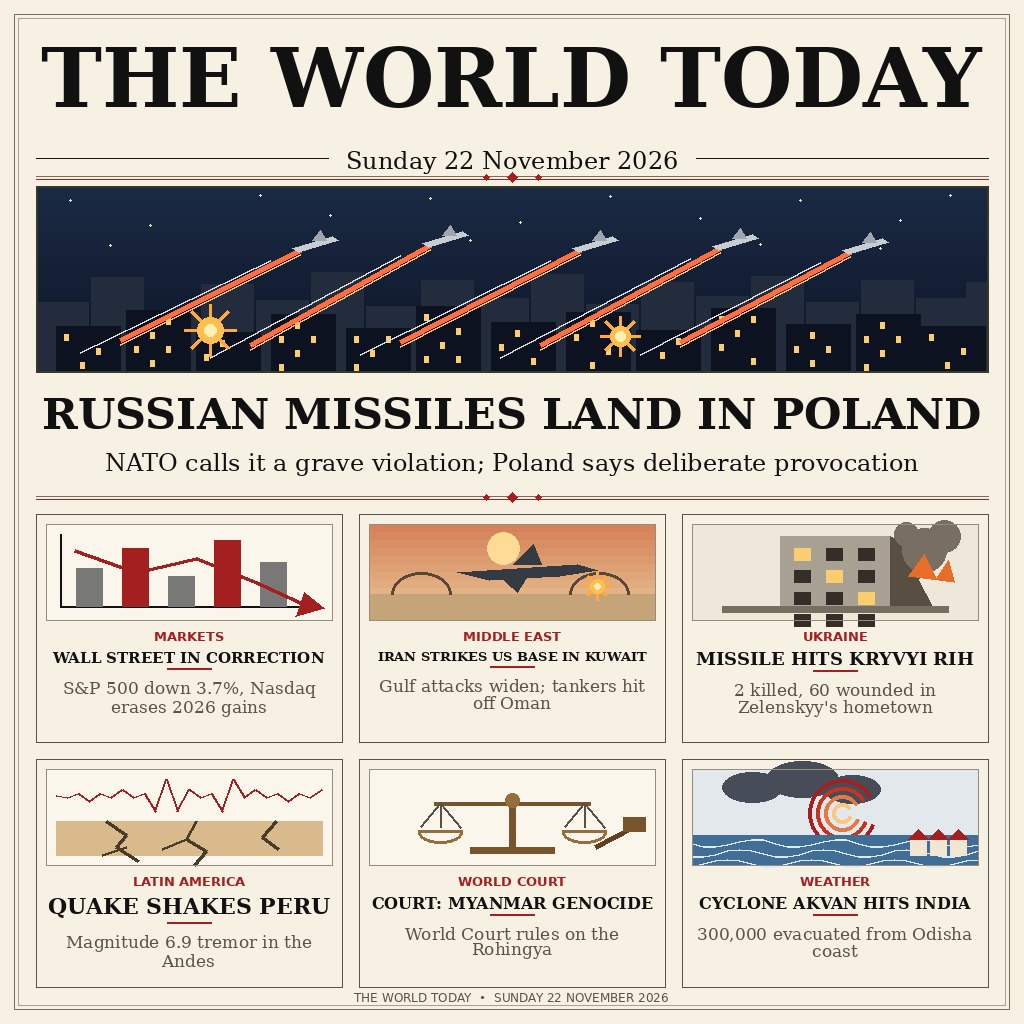 THE WORLD TODAY
Sunday 22 November 2026
RUSSIAN MISSILES LAND IN POLAND
NATO calls it a grave violation; Poland says deliberate provocation
MARKETS
WALL STREET IN CORRECTION
S&P 500 down 3.7%, Nasdaq
erases 2026 gains
MIDDLE EAST
IRAN STRIKES US BASE IN KUWAIT
Gulf attacks widen; tankers hit
off Oman
UKRAINE
MISSILE HITS KRYVYI RIH
2 killed, 60 wounded in
Zelenskyy's hometown
LATIN AMERICA
QUAKE SHAKES PERU
Magnitude 6.9 tremor in the
Andes
WORLD COURT
COURT: MYANMAR GENOCIDE
World Court rules on the
Rohingya
WEATHER
CYCLONE AKVAN HITS INDIA
300,000 evacuated from Odisha
coast
THE WORLD TODAY • SUNDAY 22 NOVEMBER 2026